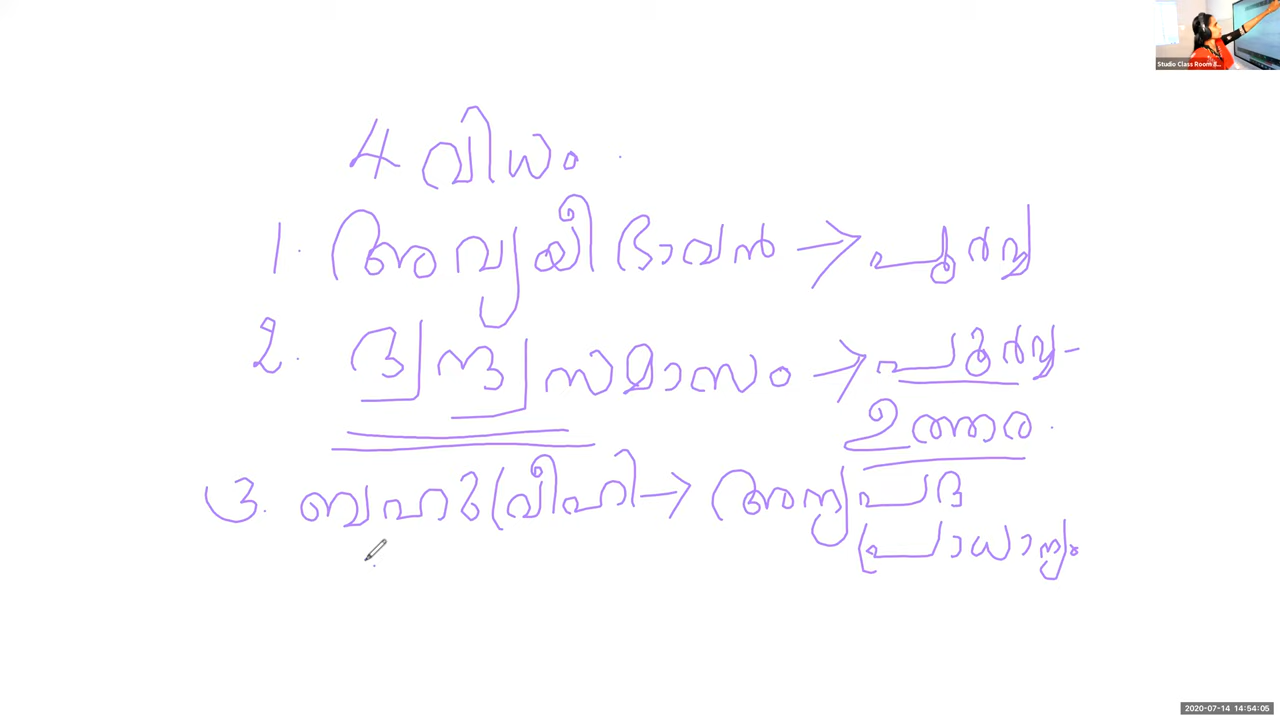 Studio Class Room
4 വിധം
1. അവ്യയീഭാവൻ → പൂർവ്വ
2. ദ്വന്ദ്വസമാസം → പൂർവ്വ-
ഉത്തര
3. ബഹുവ്രീഹി → അന്യപദ
പ്രാധാന്യം
2020-07-14 14:54:05